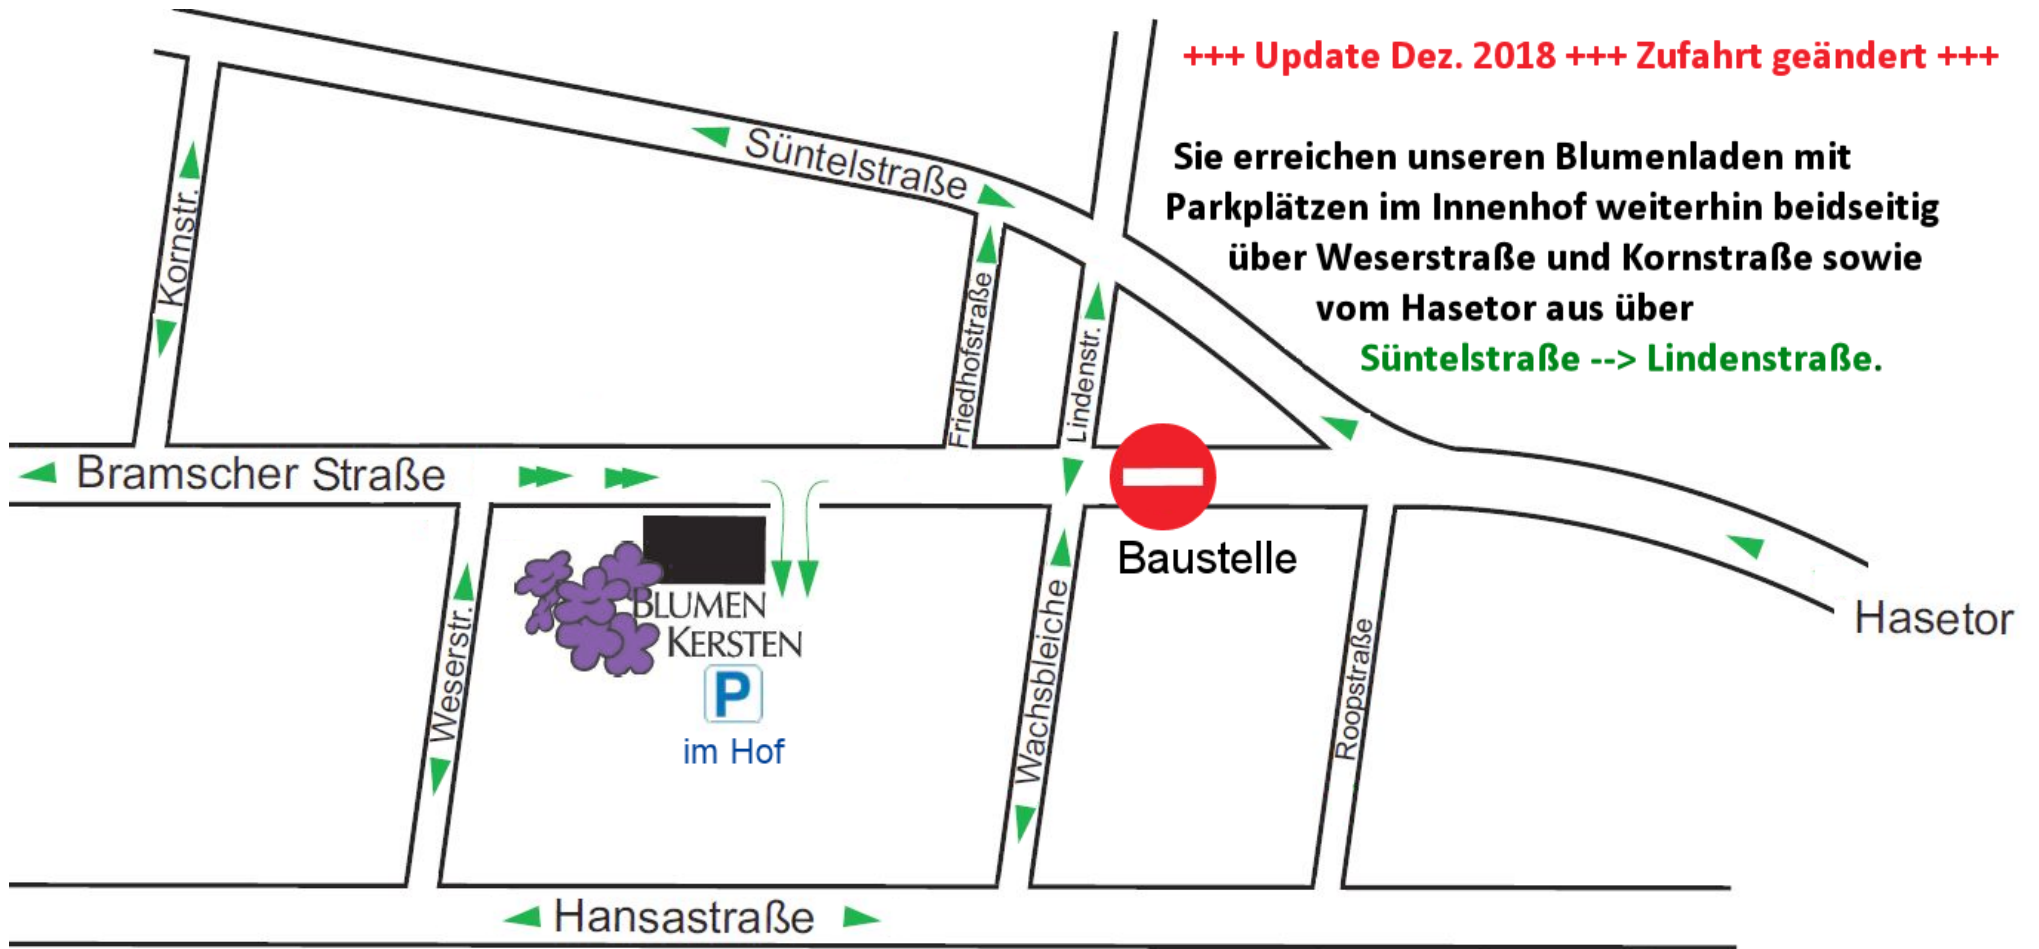 +++ Update Dez. 2018 +++ Zufahrt geändert +++
Sie erreichen unseren Blumenladen mit
Parkplätzen im Innenhof weiterhin beidseitig
über Weserstraße und Kornstraße sowie
vom Hasetor aus über
Süntelstraße --> Lindenstraße.
Süntelstraße
Kornstr.
Friedhofstraße
Lindenstr.
Bramscher Straße
Baustelle
Hasetor
BLUMEN
KERSTEN
P
im Hof
Weserstr.
Wachsbleiche
Roopstraße
Hansastraße